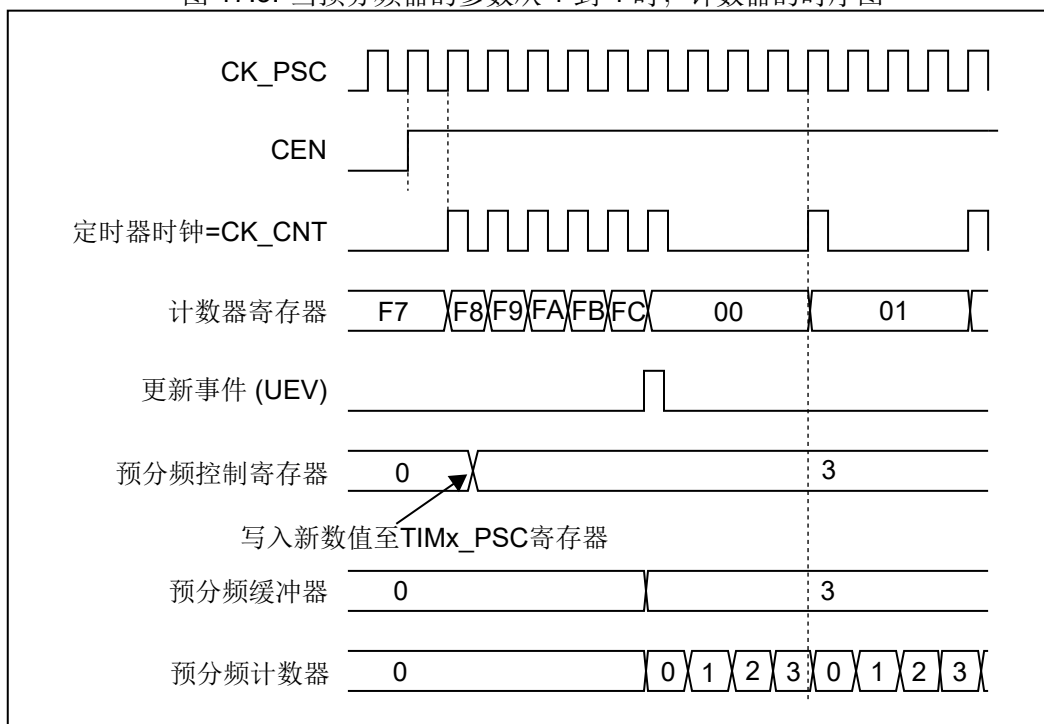 CK_PSC
CEN
定时器时钟=CK_CNT
计数器寄存器 F7 F8 F9 FA FB FC 00 01
更新事件 (UEV)
预分频控制寄存器 0 3
写入新数值至TIMx_PSC寄存器
预分频缓冲器 0 3
预分频计数器 0 0 1 2 3 0 1 2 3